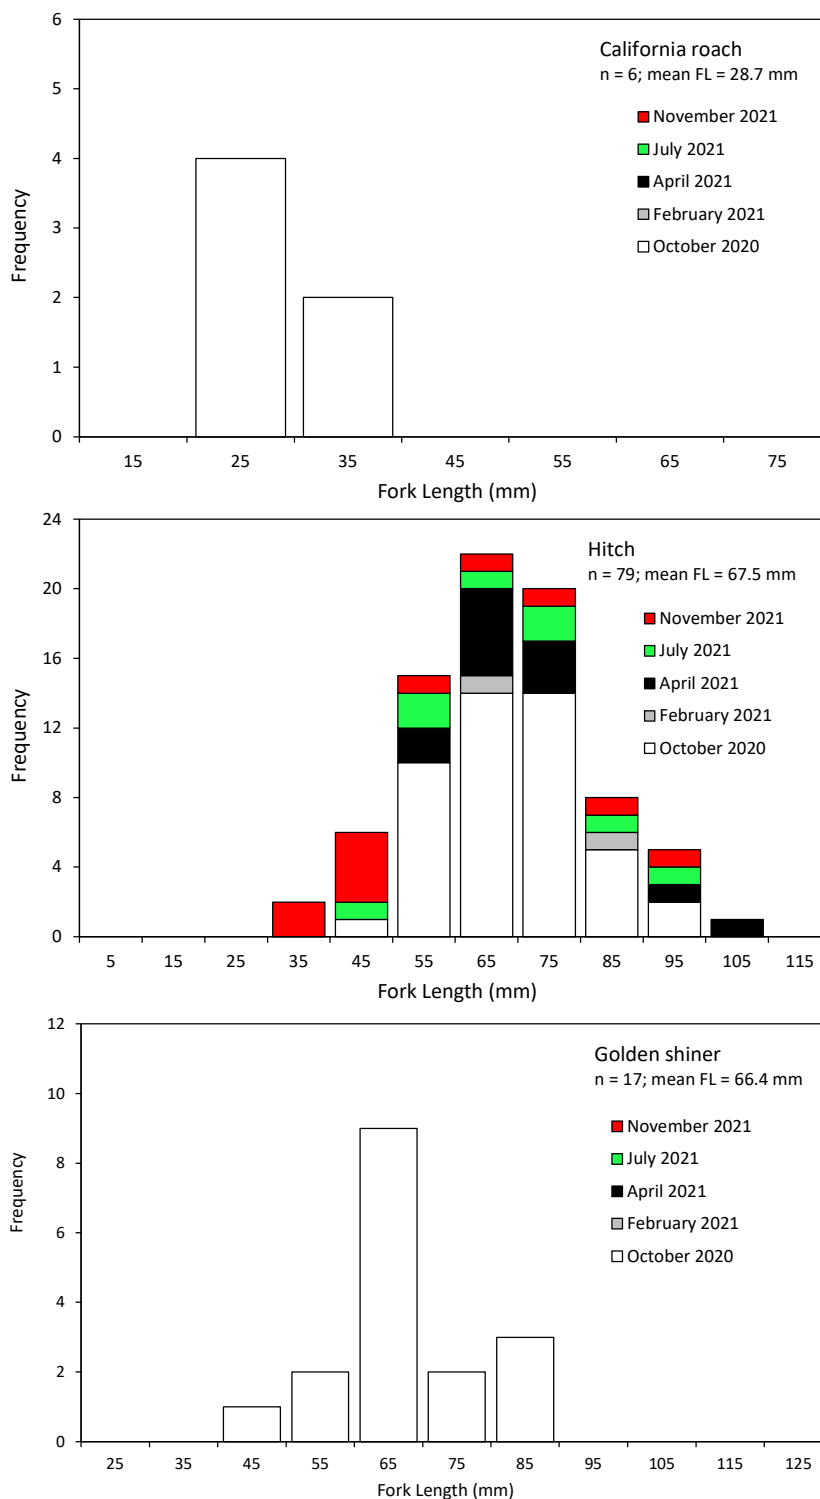 6
5
4
3
2
1
0
Frequency
California roach
n = 6; mean FL = 28.7 mm
November 2021
July 2021
April 2021
February 2021
October 2020
15 25 35 45 55 65 75
Fork Length (mm)
24
20
16
12
8
4
0
Frequency
Hitch
n = 79; mean FL = 67.5 mm
November 2021
July 2021
April 2021
February 2021
October 2020
5 15 25 35 45 55 65 75 85 95 105 115
Fork Length (mm)
12
10
8
6
4
2
0
Frequency
Golden shiner
n = 17; mean FL = 66.4 mm
November 2021
July 2021
April 2021
February 2021
October 2020
25 35 45 55 65 75 85 95 105 115 125
Fork Length (mm)